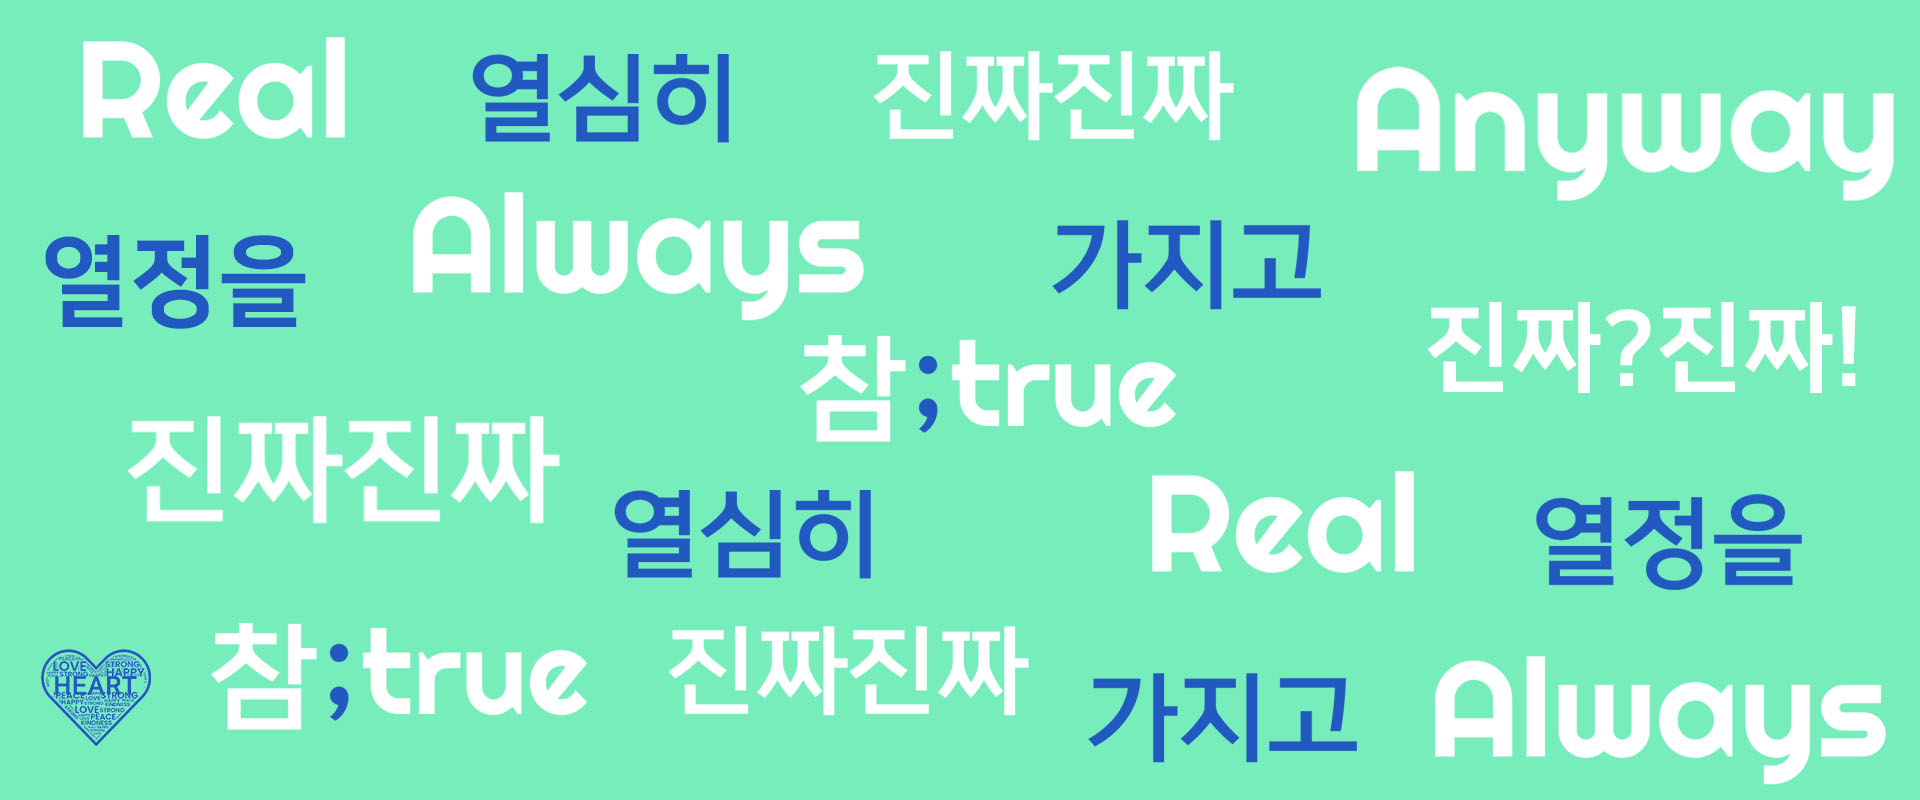 Real 열심히 진짜진짜 Anyway
열정을 Always 가지고
참;true 진짜?진짜!
진짜진짜 열심히 Real 열정을
참;true 진짜진짜 가지고 Always
LOVE STRONG
HAPPY
STRONG
HEART
PEACE STRONG
HAPPY LOVE
STRONG KINDNESS
LOVE STRONG
PEACE
KINDNESS